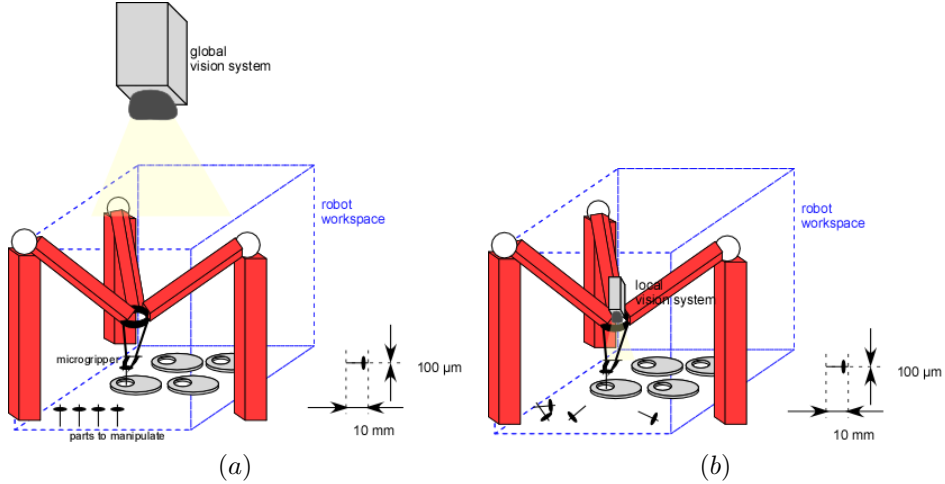 global
vision system
robot
workspace
microgripper
parts to manipulate
100 µm
10 mm
(a)
robot
workspace
local
vision system
100 µm
10 mm
(b)